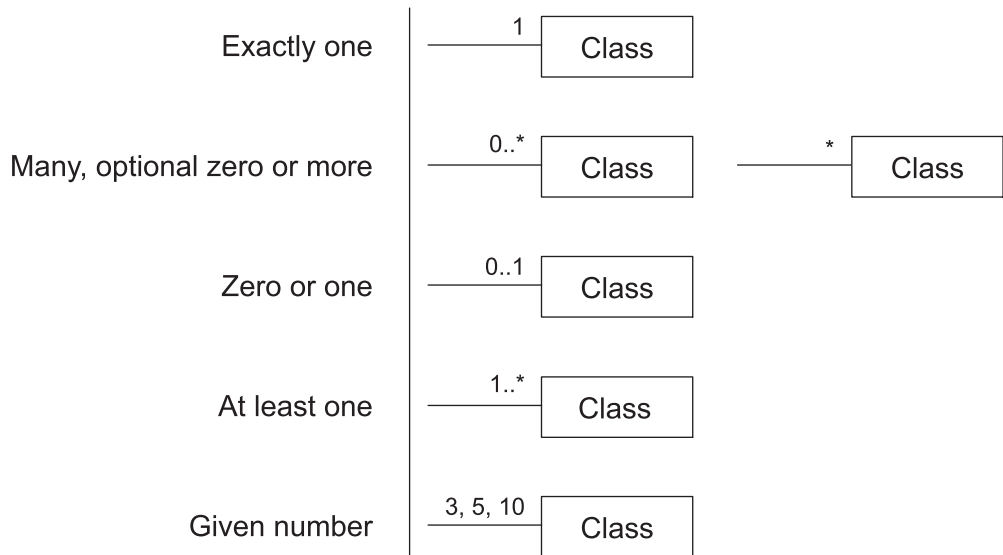 Exactly one 1 Class
Many, optional zero or more 0..* Class * Class
Zero or one 0..1 Class
At least one 1..* Class
Given number 3, 5, 10 Class